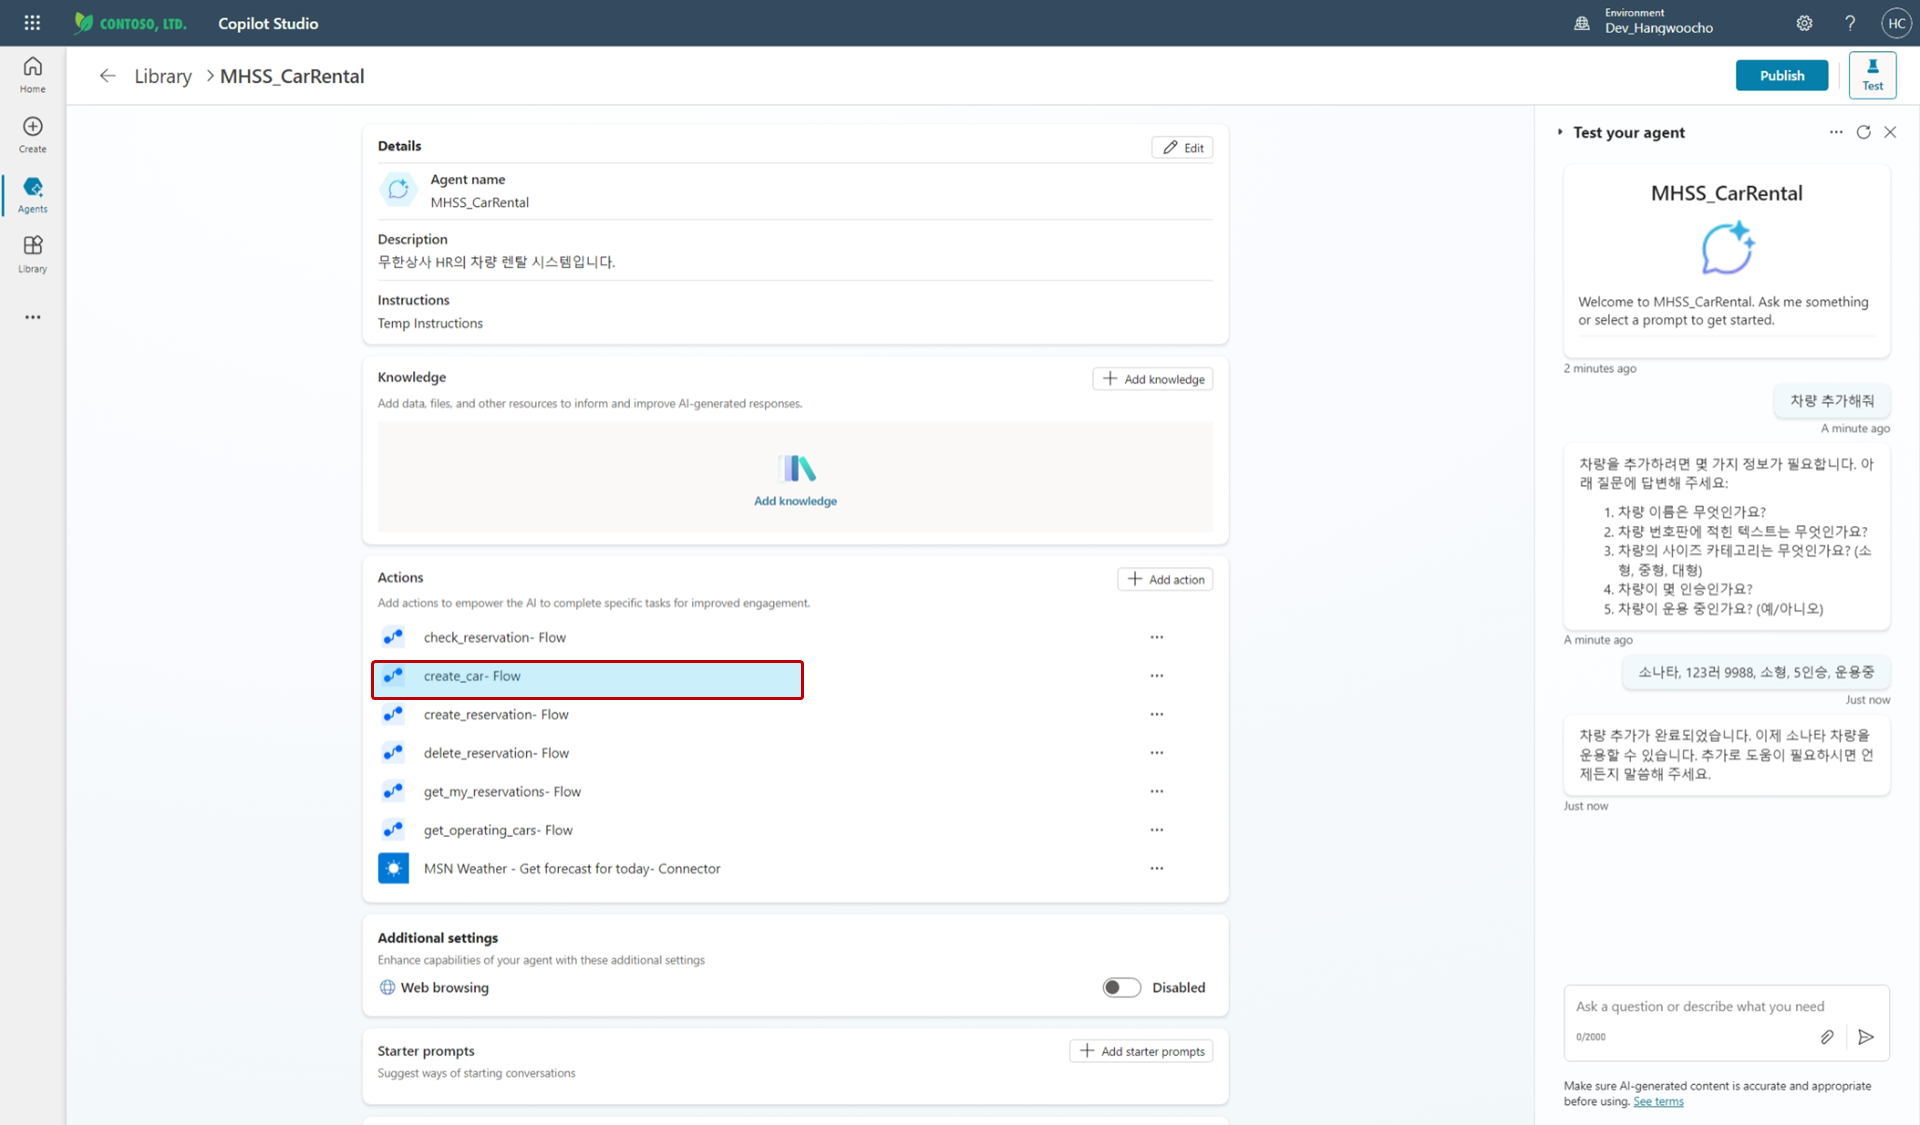 CONTOSO, LTD.
Copilot Studio
Environment
Dev_Hangwoocho
HC
Home
Create
Agents
Library
Library
MHSS_CarRental
Publish
Test
Details
Edit
Agent name
MHSS_CarRental
Description
무한상사 HR의 차량 렌탈 시스템입니다.
Instructions
Temp Instructions
Knowledge
Add knowledge
Add data, files, and other resources to inform and improve AI-generated responses.
Add knowledge
Actions
Add action
Add actions to empower the AI to complete specific tasks for improved engagement.
check_reservation- Flow
create_car- Flow
create_reservation- Flow
delete_reservation- Flow
get_my_reservations- Flow
get_operating_cars- Flow
MSN Weather - Get forecast for today- Connector
Additional settings
Enhance capabilities of your agent with these additional settings
Web browsing
Disabled
Starter prompts
Add starter prompts
Suggest ways of starting conversations
Test your agent
MHSS_CarRental
Welcome to MHSS_CarRental. Ask me something
or select a prompt to get started.
2 minutes ago
차량 추가해줘
A minute ago
차량을 추가하려면 몇 가지 정보가 필요합니다. 아
래 질문에 답변해 주세요:
1. 차량 이름은 무엇인가요?
2. 차량 번호판에 적힌 텍스트는 무엇인가요?
3. 차량의 사이즈 카테고리는 무엇인가요? (소
형, 중형, 대형)
4. 차량이 몇 인승인가요?
5. 차량이 운용 중인가요? (예/아니오)
A minute ago
소나타, 123러 9988, 소형, 5인승, 운용중
Just now
차량 추가가 완료되었습니다. 이제 소나타 차량을
운용할 수 있습니다. 추가로 도움이 필요하시면 언
제든지 말씀해 주세요.
Just now
Ask a question or describe what you need
0/2000
Make sure AI-generated content is accurate and appropriate
before using. See terms